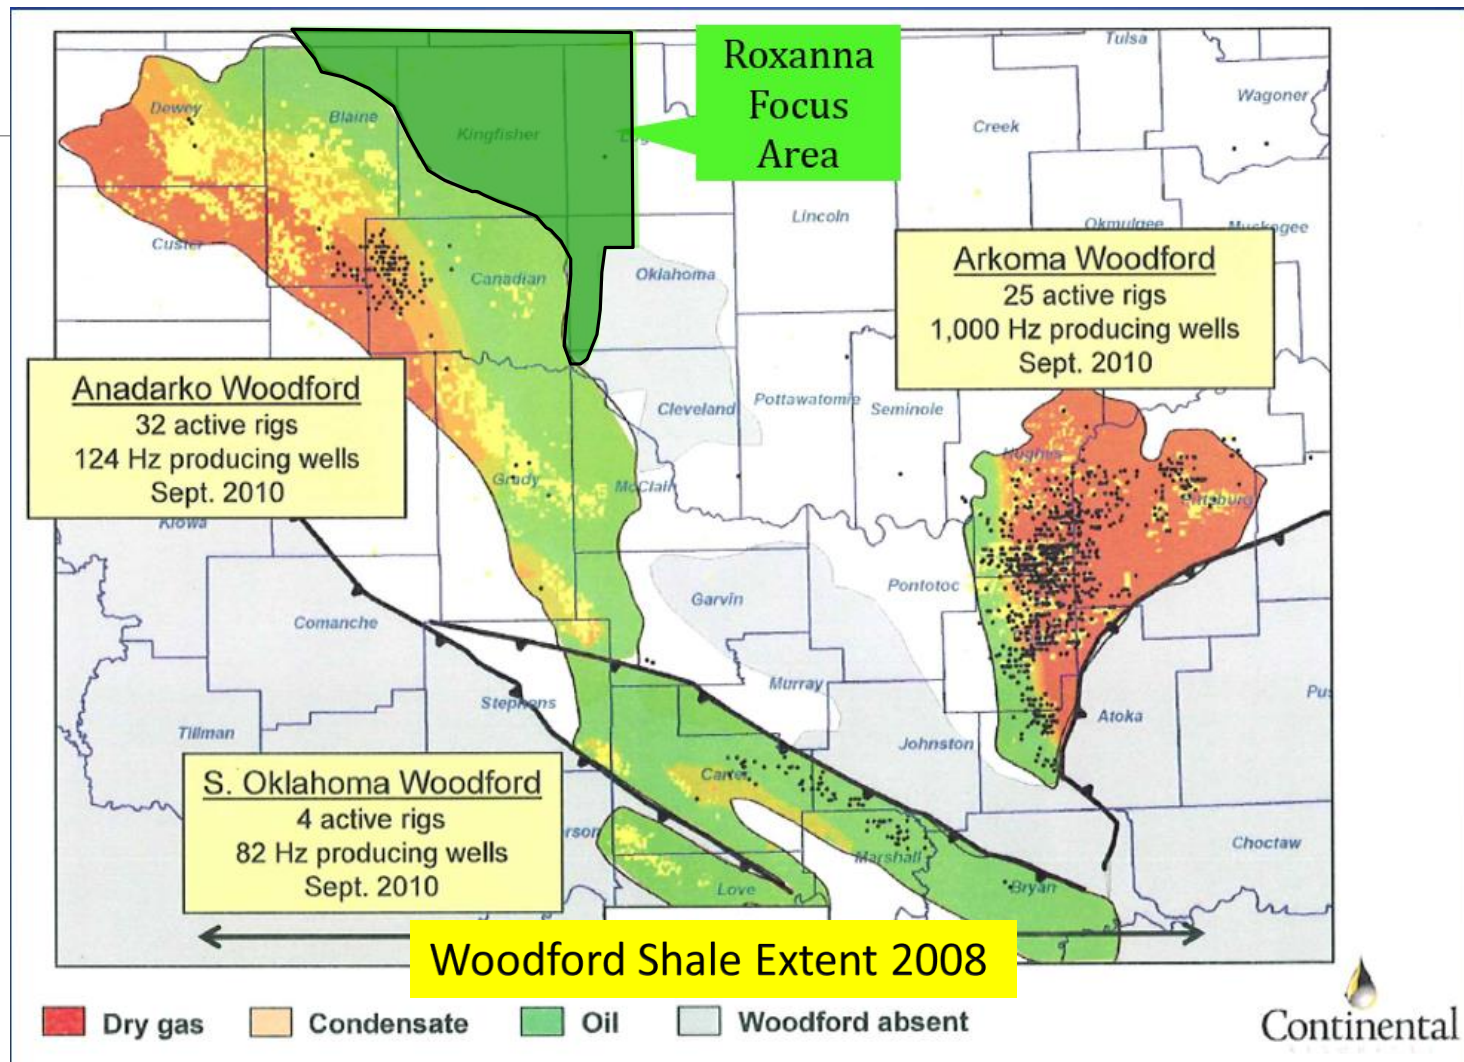 Roxanna
Focus
Area
Tulsa
Wagoner
Dewey
Blaine
Kingfisher
Creek
Lincoln
Okmulgee
Muskogee
Custer
Canadian
Oklahoma
Arkoma Woodford
25 active rigs
1,000 Hz producing wells
Sept. 2010
Anadarko Woodford
32 active rigs
124 Hz producing wells
Sept. 2010
Cleveland
Pottawatomie
Seminole
Hughes
Pittsburg
Grady
McClain
Kiowa
Comanche
Garvin
Pontotoc
Murray
Stephens
Tillman
Johnston
Atoka
Pus
S. Oklahoma Woodford
4 active rigs
82 Hz producing wells
Sept. 2010
Carter
erson
Marshall
Love
Bryan
Choctaw
Woodford Shale Extent 2008
Dry gas
Condensate
Oil
Woodford absent
Continental